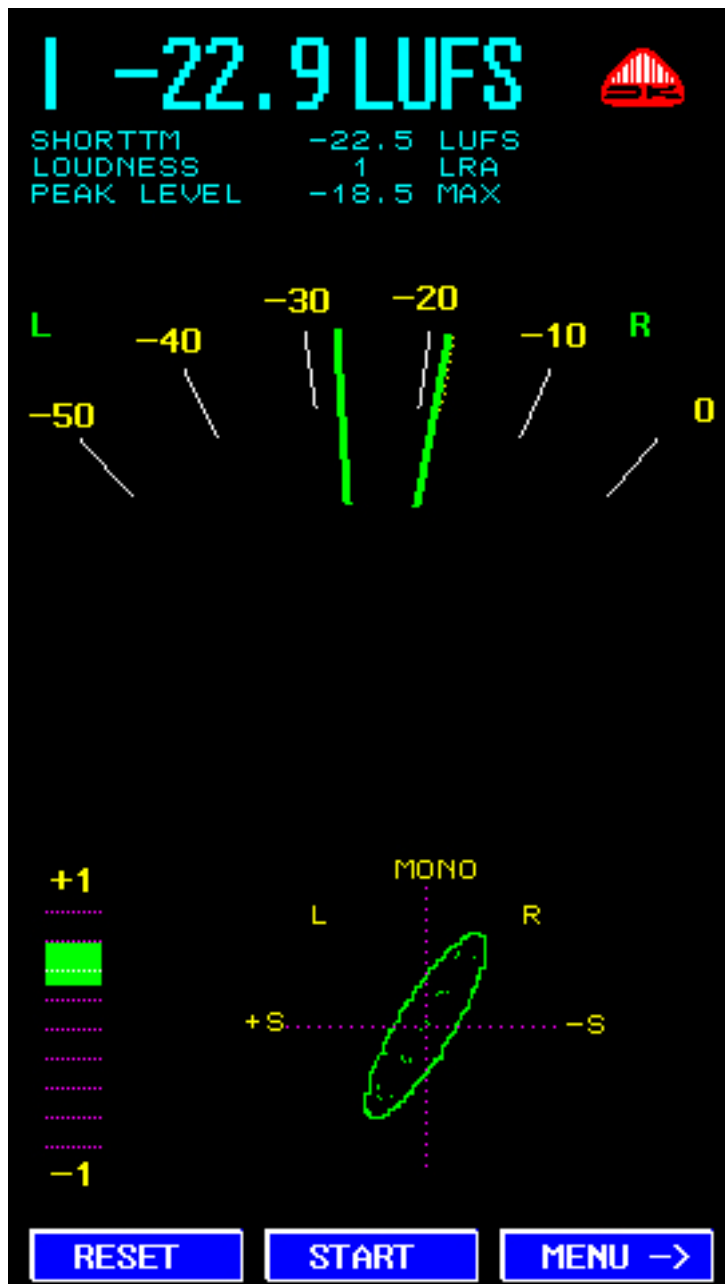 I -22.9 LUFS
SHORTTM -22.5 LUFS
LOUDNESS 1 LRA
PEAK LEVEL -18.5 MAX
-30 -20
L -40 -10 R
-50 0
MONO
+1
L R
+S -S
-1
RESET START MENU ->
DK